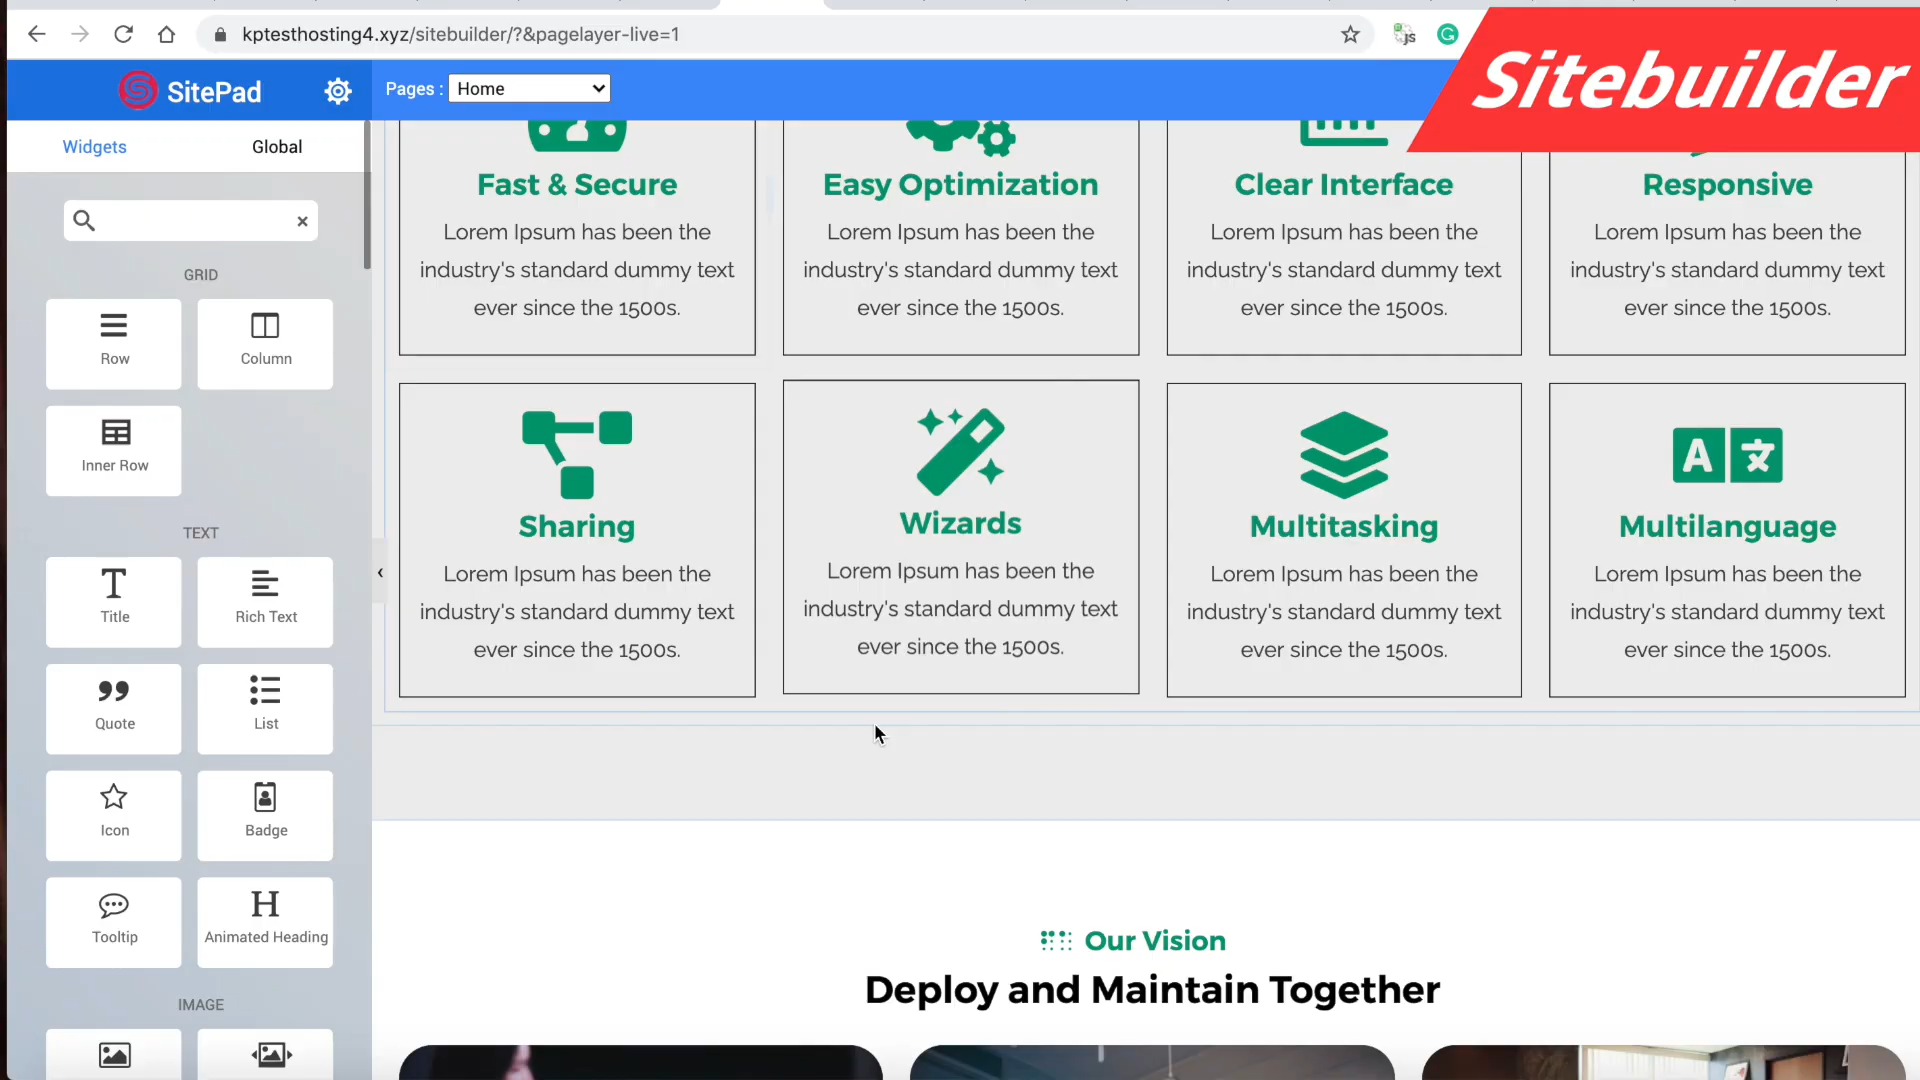 kptesthosting4.xyz/sitebuilder/?&pagelayer-live=1
js
G
Sitebuilder
SitePad
Pages :
Home
Widgets
Global
GRID
Row
Column
Inner Row
TEXT
Title
Rich Text
Quote
List
Icon
Badge
Tooltip
Animated Heading
IMAGE
Fast & Secure
Lorem Ipsum has been the
industry's standard dummy text
ever since the 1500s.
Easy Optimization
Lorem Ipsum has been the
industry's standard dummy text
ever since the 1500s.
Clear Interface
Lorem Ipsum has been the
industry's standard dummy text
ever since the 1500s.
Responsive
Lorem Ipsum has been the
industry's standard dummy text
ever since the 1500s.
Sharing
Lorem Ipsum has been the
industry's standard dummy text
ever since the 1500s.
Wizards
Lorem Ipsum has been the
industry's standard dummy text
ever since the 1500s.
Multitasking
Lorem Ipsum has been the
industry's standard dummy text
ever since the 1500s.
A 文
Multilanguage
Lorem Ipsum has been the
industry's standard dummy text
ever since the 1500s.
Our Vision
Deploy and Maintain Together